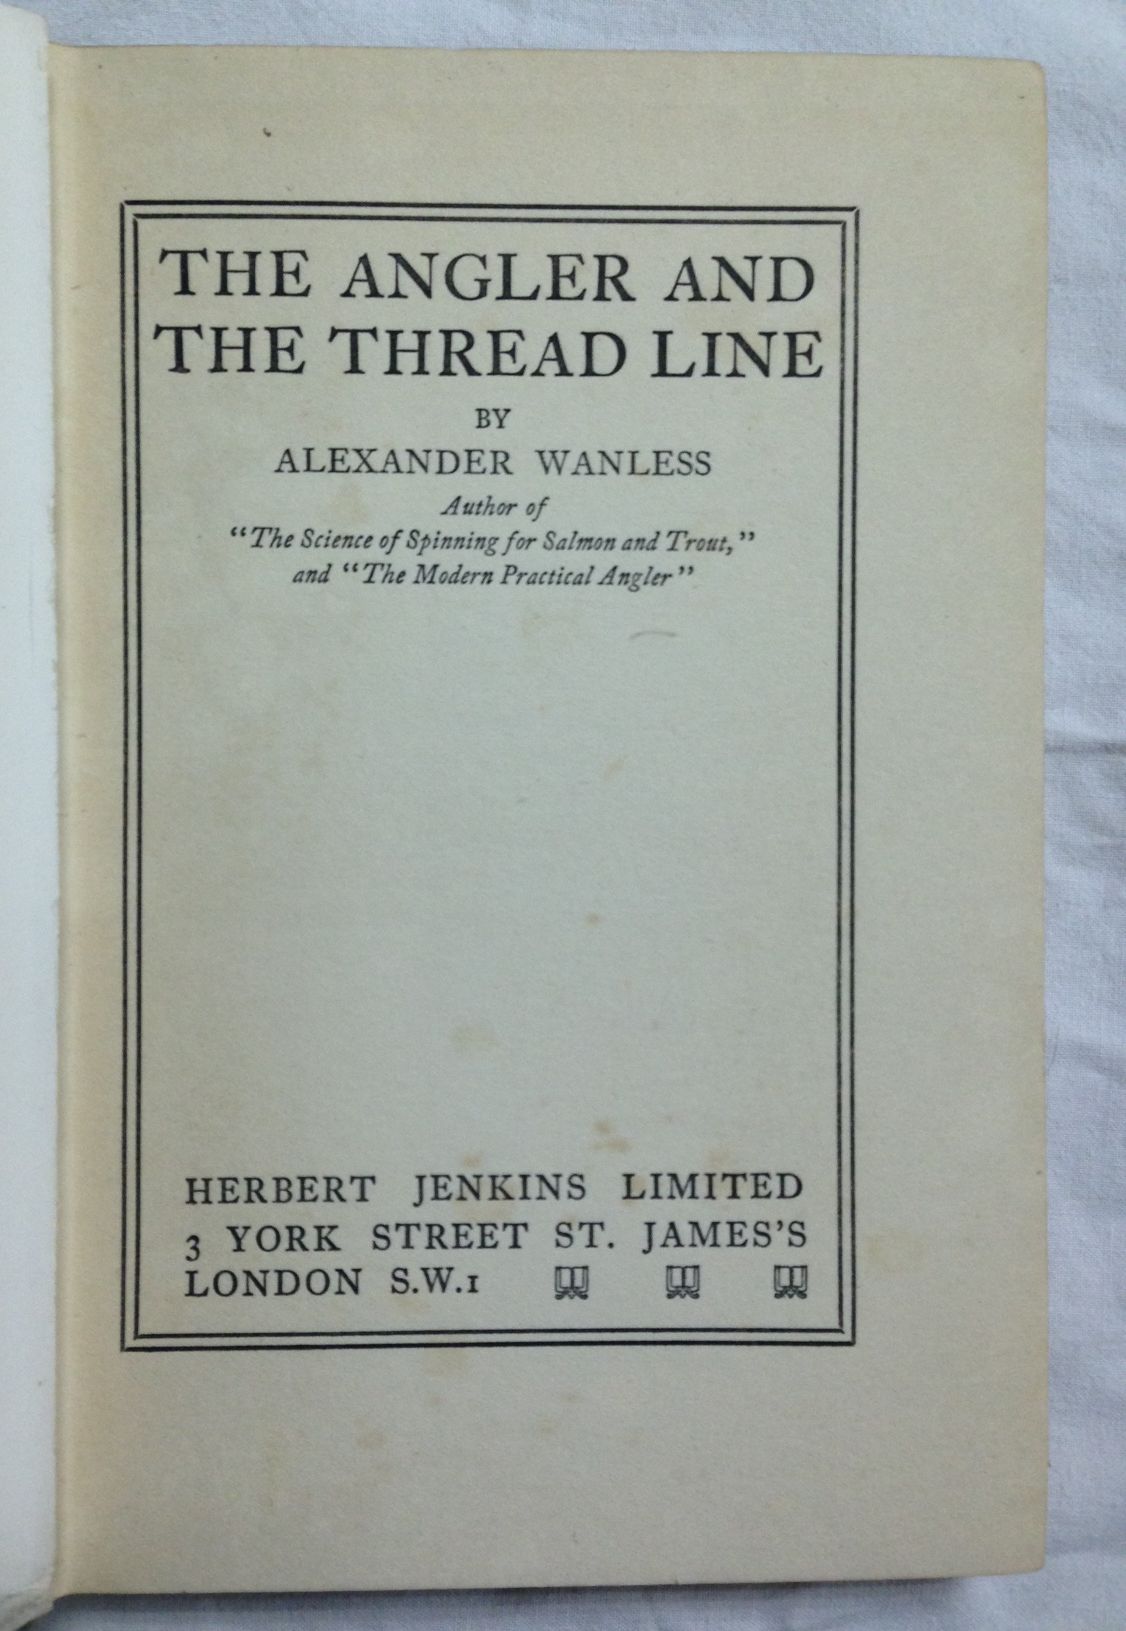 THE ANGLER AND
THE THREAD LINE
BY
ALEXANDER WANLESS
Author of
“The Science of Spinning for Salmon and Trout,”
and “The Modern Practical Angler”
HERBERT JENKINS LIMITED
3 YORK STREET ST. JAMES’S
LONDON S.W.1